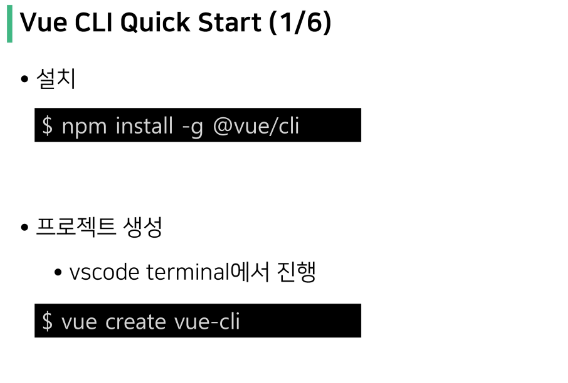 Vue CLI Quick Start (1/6)
• 설치
$ npm install -g @vue/cli
• 프로젝트 생성
• vscode terminal에서 진행
$ vue create vue-cli